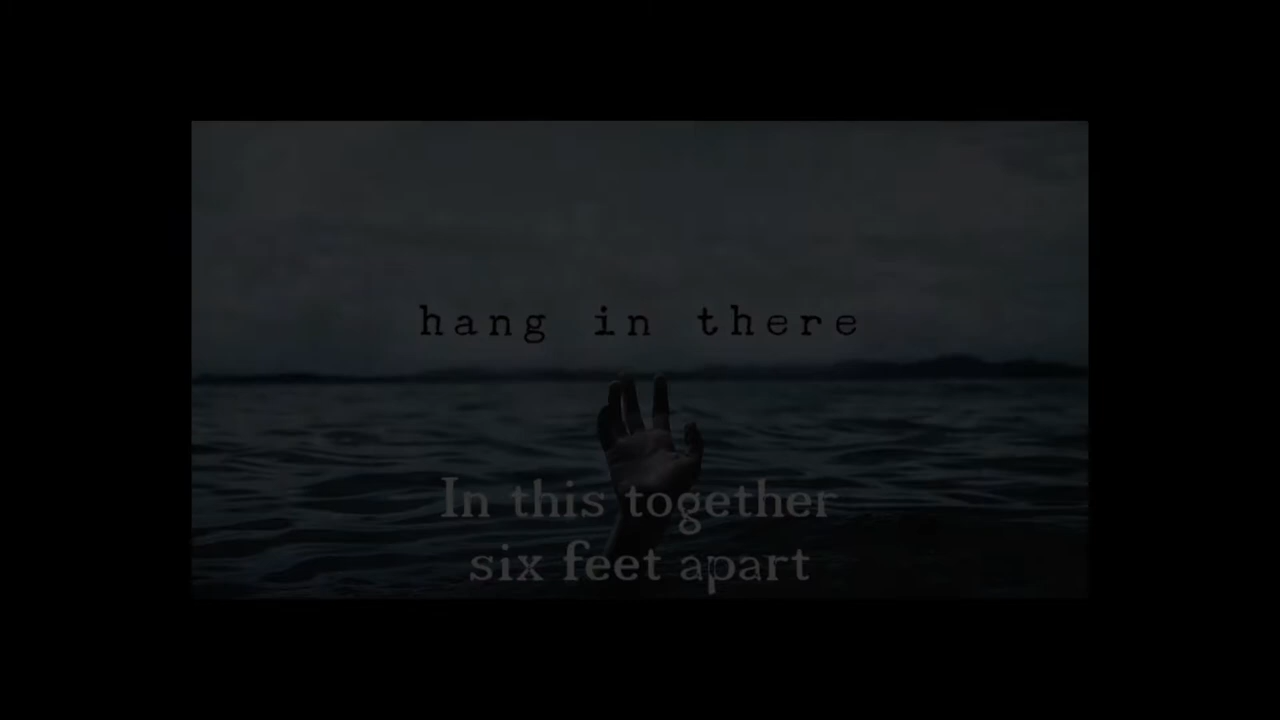 hang in there
In this together
six feet apart